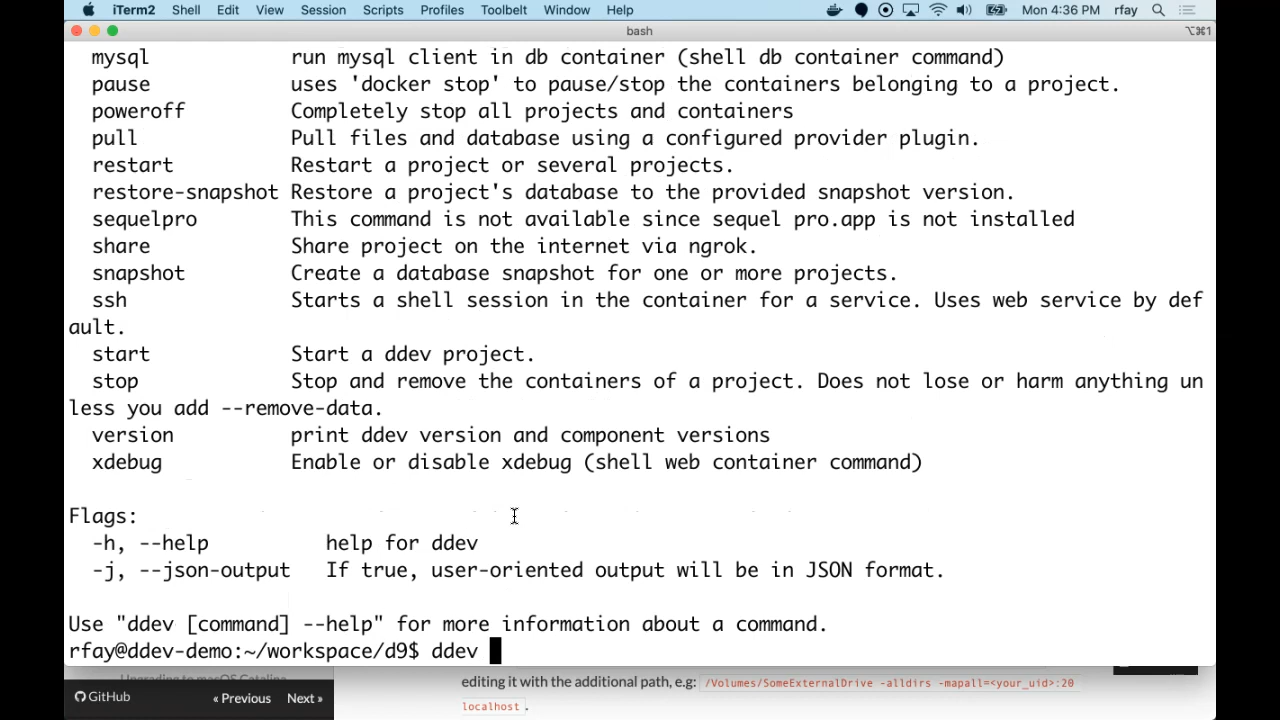 iTerm2 Shell Edit View Session Scripts Profiles Toolbelt Window Help Mon 4:36 PM rfay
bash ⌥⌘1
mysql run mysql client in db container (shell db container command)
pause uses 'docker stop' to pause/stop the containers belonging to a project.
poweroff Completely stop all projects and containers
pull Pull files and database using a configured provider plugin.
restart Restart a project or several projects.
restore-snapshot Restore a project's database to the provided snapshot version.
sequelpro This command is not available since sequel pro.app is not installed
share Share project on the internet via ngrok.
snapshot Create a database snapshot for one or more projects.
ssh Starts a shell session in the container for a service. Uses web service by def
ault.
start Start a ddev project.
stop Stop and remove the containers of a project. Does not lose or harm anything un
less you add --remove-data.
version print ddev version and component versions
xdebug Enable or disable xdebug (shell web container command)
Flags:
-h, --help help for ddev
-j, --json-output If true, user-oriented output will be in JSON format.
Use "ddev [command] --help" for more information about a command.
rfay@ddev-demo:~/workspace/d9$ ddev
Upgrading to macOS Catalina
editing it with the additional path, e.g: /Volumes/SomeExternalDrive -alldirs -mapall=<your_uid>:20
GitHub « Previous Next »
localhost .